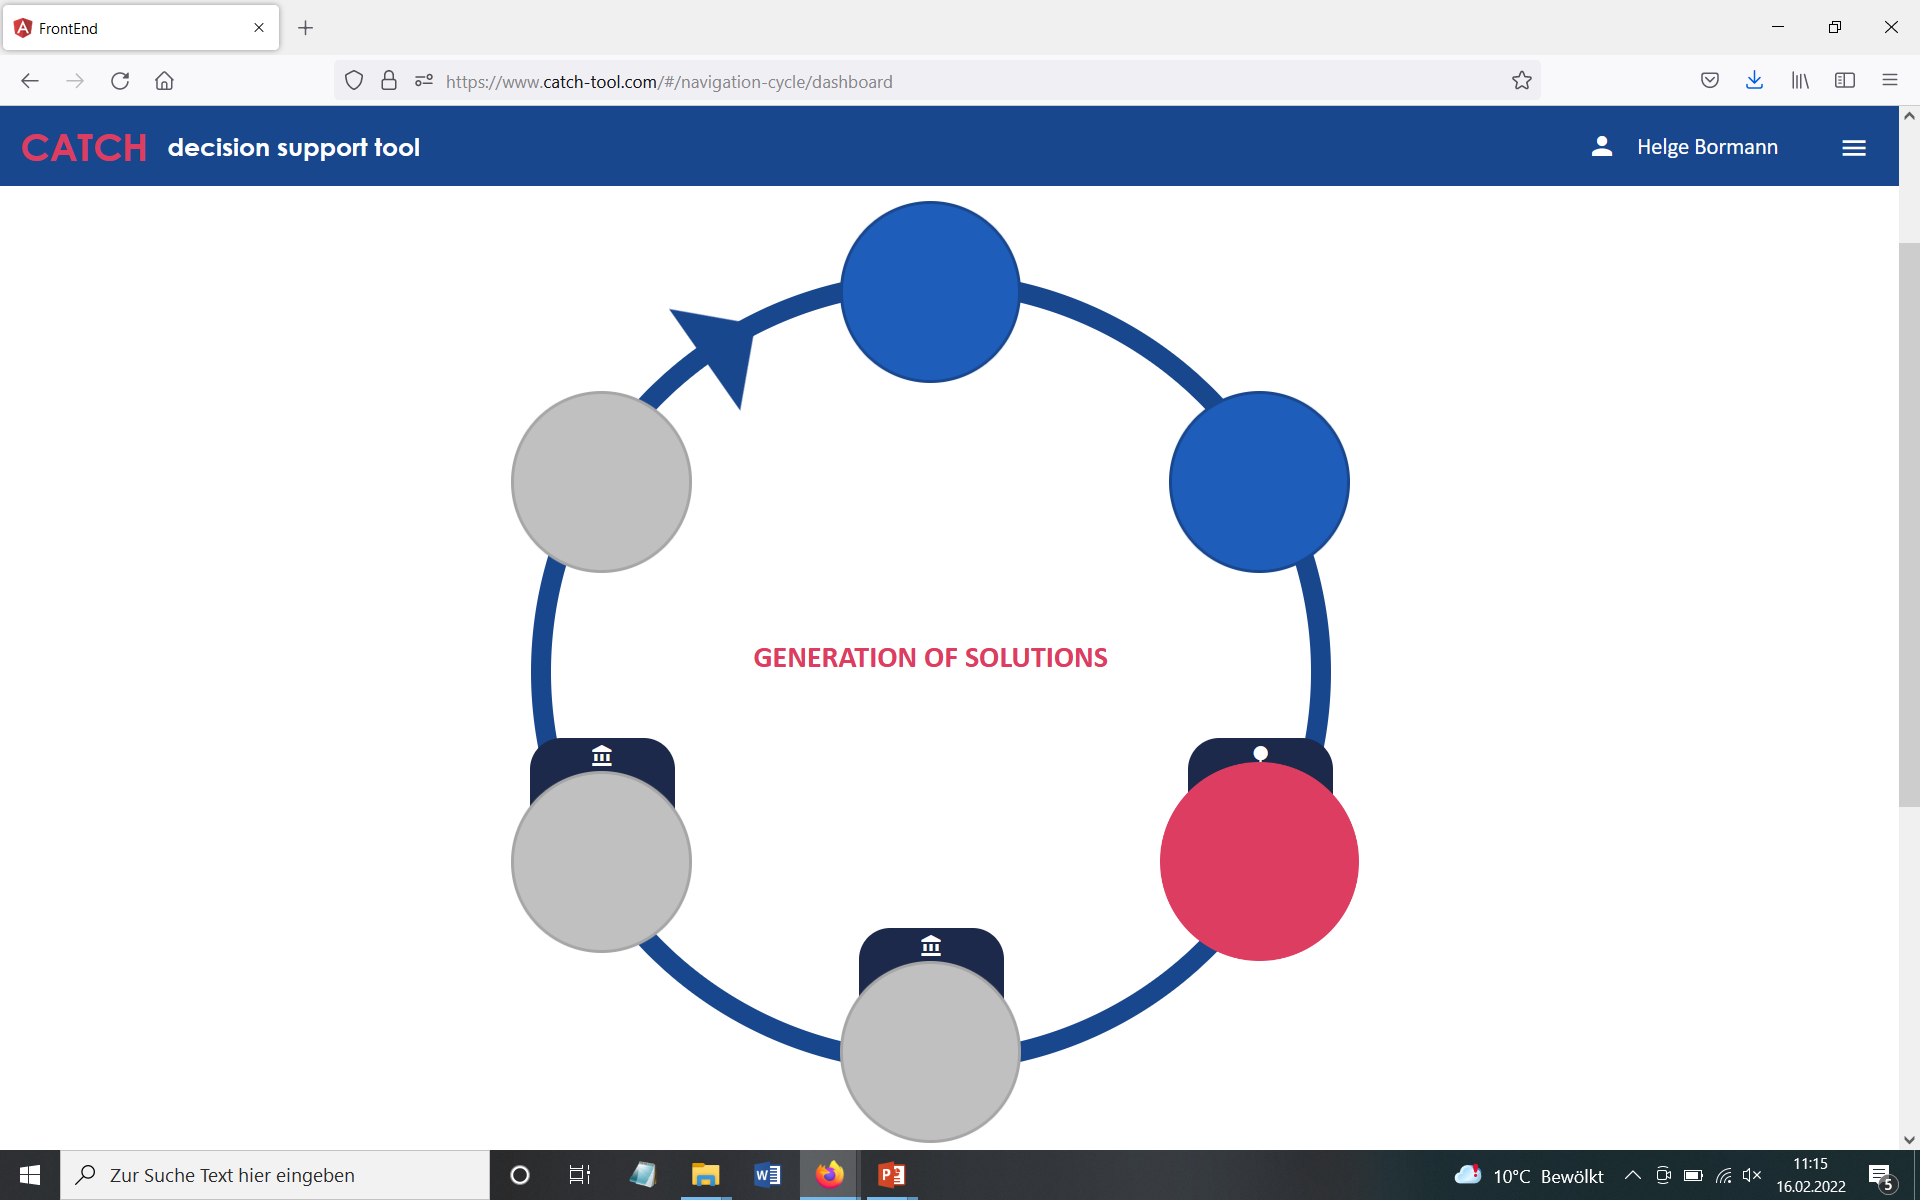 FrontEnd
https://www.catch-tool.com/#/navigation-cycle/dashboard
CATCH decision support tool
Helge Bormann
GENERATION OF SOLUTIONS
Zur Suche Text hier eingeben
10°C Bewölkt
11:15
16.02.2022
5